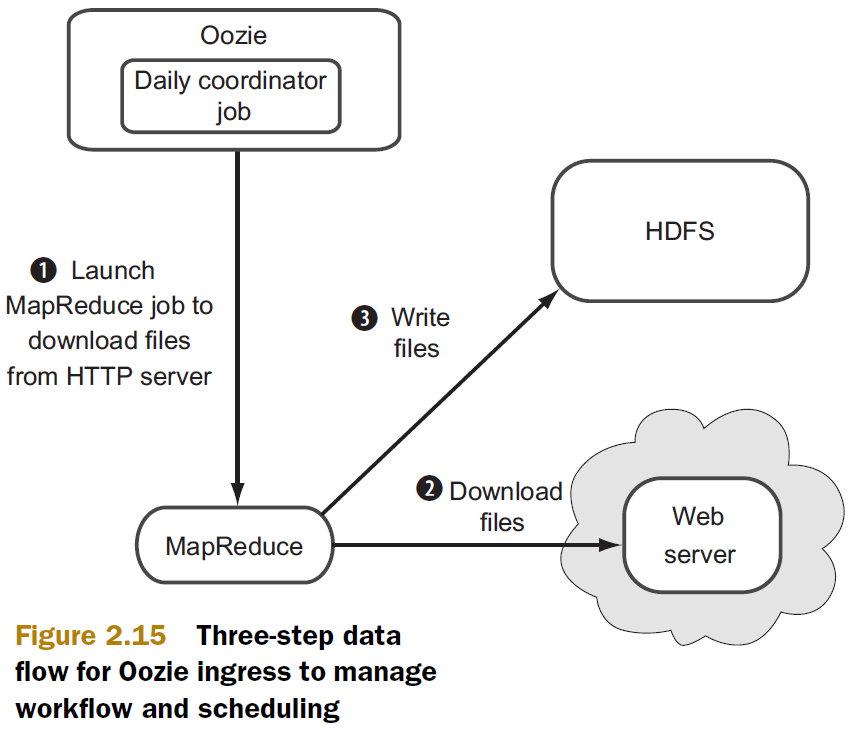 Oozie
Daily coordinator
job
HDFS
❶ Launch
MapReduce job to
download files
from HTTP server
❸ Write
files
❷ Download
files
Web
server
MapReduce
Figure 2.15 Three-step data
flow for Oozie ingress to manage
workflow and scheduling